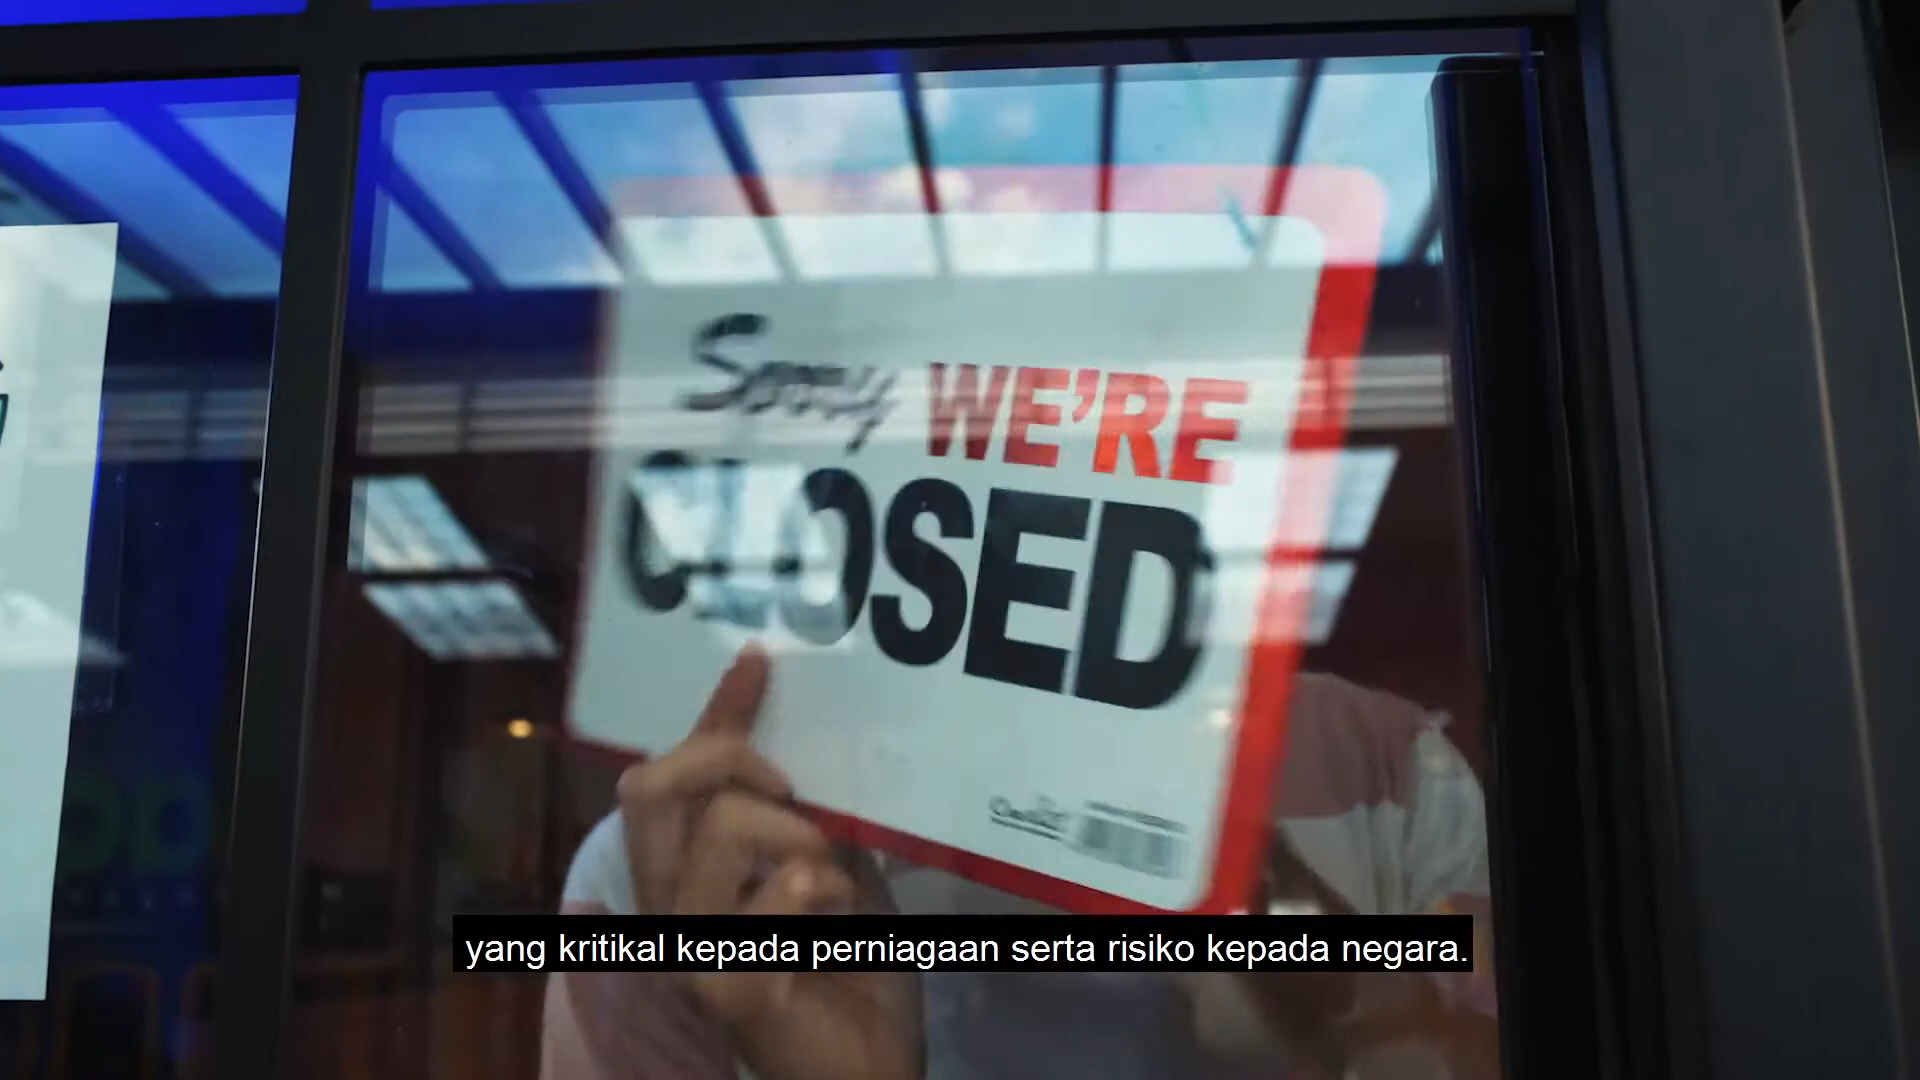 Sorry WE'RE
CLOSED
yang kritikal kepada perniagaan serta risiko kepada negara.